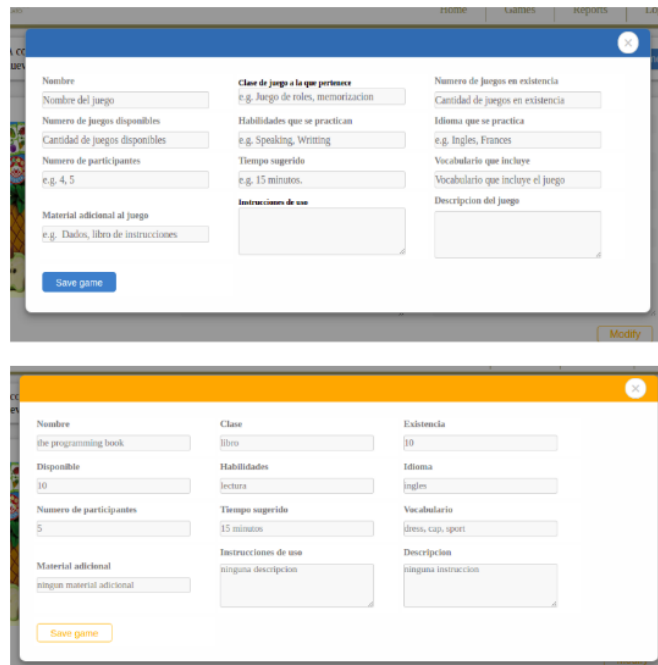 Home Games Reports
Nombre Clase de juego a la que pertenece Numero de juegos en existencia
Nombre del juego e.g. Juego de roles, memorizacion Cantidad de juegos en existencia
Numero de juegos disponibles Habilidades que se practican Idioma que se practica
Cantidad de juegos disponibles e.g. Speaking, Writting e.g. Ingles, Frances
Numero de participantes Tiempo sugerido Vocabulario que incluye
e.g. 4, 5 e.g. 15 minutos. Vocabulario que incluye el juego
Instrucciones de uso Descripcion del juego
Material adicional al juego
e.g. Dados, libro de instrucciones
Save game
Modify
Nombre Clase Existencia
the programming book libro 10
Disponible Habilidades Idioma
10 lectura ingles
Numero de participantes Tiempo sugerido Vocabulario
5 15 minutos dress, cap, sport
Instrucciones de uso Descripcion
Material adicional ninguna descripcion ninguna instruccion
ningun material adicional
Save game